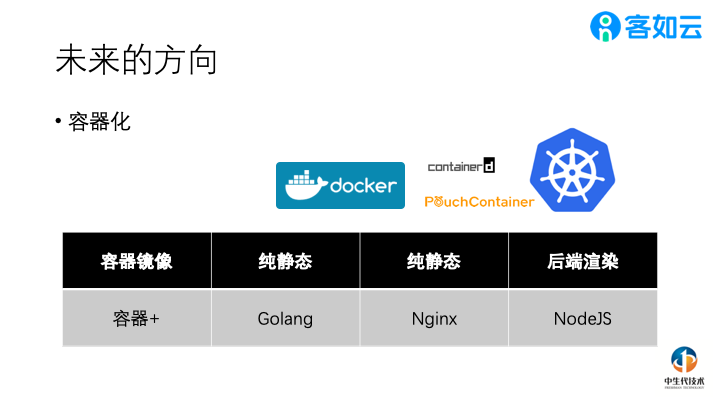 客如云
未来的方向
• 容器化
docker
containerd
PouchContainer
容器镜像 纯静态 纯静态 后端渲染
容器+ Golang Nginx NodeJS
中生代技术